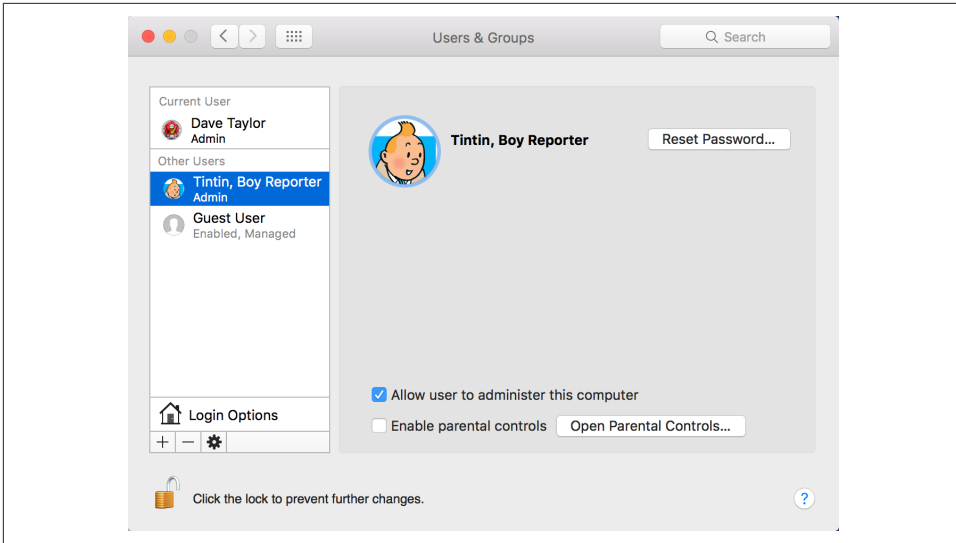 Users & Groups
Search
Current User
Dave Taylor
Admin
Other Users
Tintin, Boy Reporter
Admin
Guest User
Enabled, Managed
Login Options
+ −
Tintin, Boy Reporter
Reset Password...
Allow user to administer this computer
Enable parental controls
Open Parental Controls...
Click the lock to prevent further changes.
?